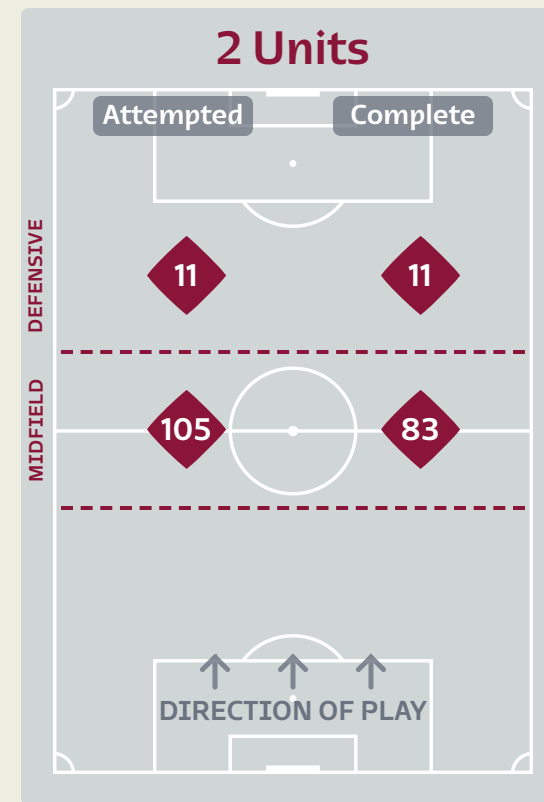 2 Units
Attempted Complete
DEFENSIVE
11 11
MIDFIELD
105 83
DIRECTION OF PLAY